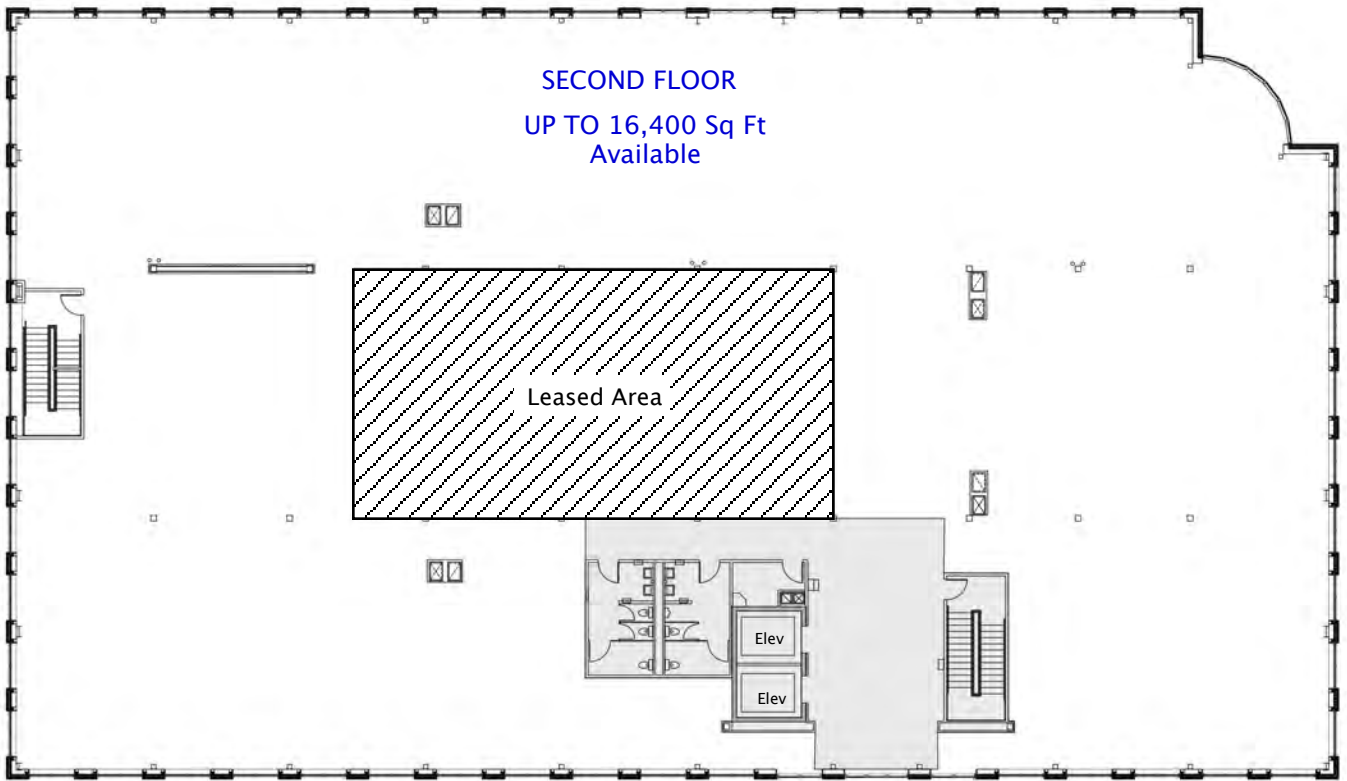 SECOND FLOOR
UP TO 16,400 Sq Ft
Available
Leased Area
Elev
Elev